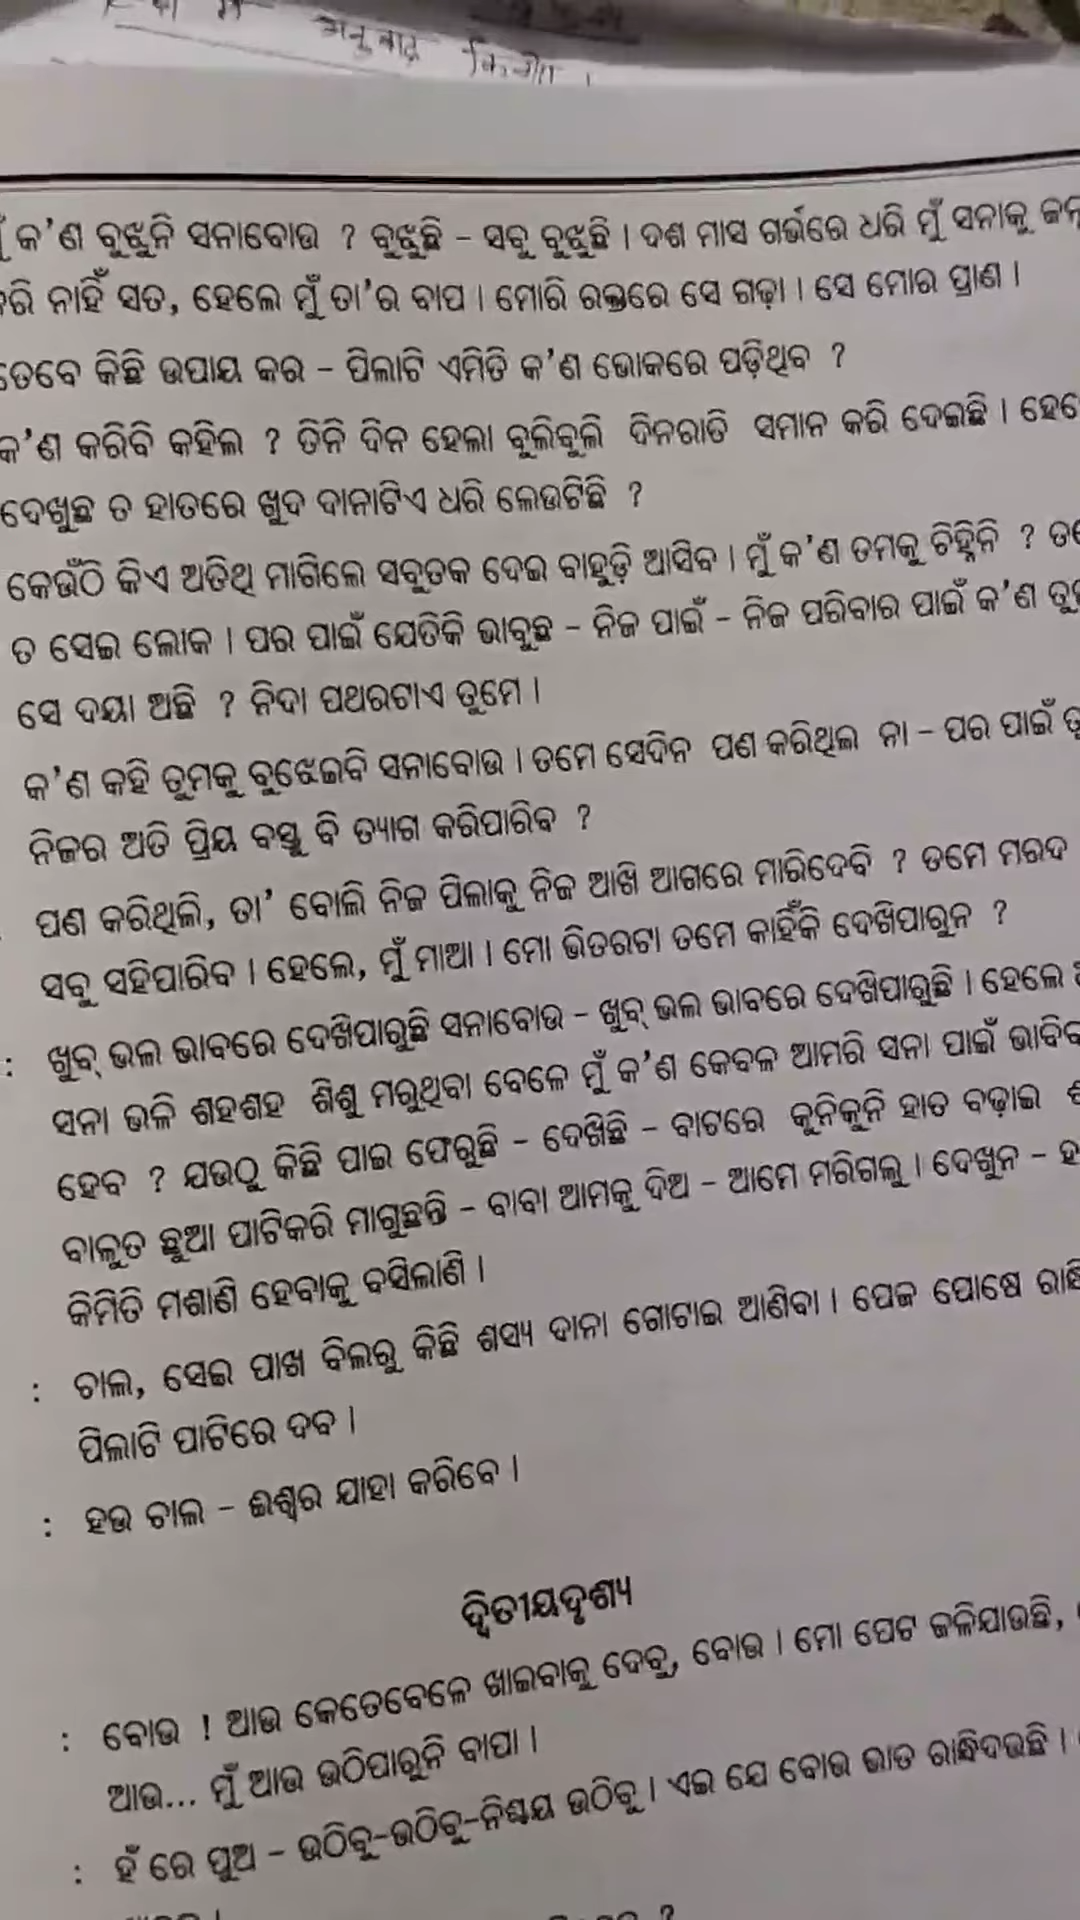 କ'ଣ ବୁଝୁନି ସନାବୋଉ ? ବୁଝୁଛି – ସବୁ ବୁଝୁଛି । ଦଶ ମାସ ଗର୍ଭରେ ଧରି ମୁଁ ସନାକୁ
ନାହିଁ ସତ, ହେଲେ ମୁଁ ତା'ର ବାପ । ମୋରି ରକ୍ତରେ ସେ ଗଢ଼ା । ସେ ମୋର ପ୍ରାଣ ।
ତେବେ କିଛି ଉପାୟ କର – ପିଲାଟି ଏମିତି କ'ଣ ଭୋକରେ ପଡ଼ିଥିବ ?
କ'ଣ କରିବି କହିଲ ? ତିନି ଦିନ ହେଲା ବୁଲିବୁଲି ଦିନରାତି ସମାନ କରି ଦେଇଛି ।
ଦେଖୁଛ ତ ହାତରେ ଖୁଦ ଦାନାଟିଏ ଧରି ଲେଉଟିଛି ?
କେଉଁଠି କିଏ ଅତିଥି ମାଗିଲେ ସବୁତକ ଦେଇ ବାହୁଡ଼ି ଆସିବ । ମୁଁ କ'ଣ ତମକୁ ଚିହ୍ନିନି ?
ତ ସେଇ ଲୋକ । ପର ପାଇଁ ଯେତିକି ଭାବୁଛ – ନିଜ ପାଇଁ – ନିଜ ପରିବାର ପାଇଁ କ'ଣ
ସେ ଦୟା ଅଛି ? ନିଦା ପଥରଟାଏ ତୁମେ ।
କ'ଣ କହି ତୁମକୁ ବୁଝେଇବି ସନାବୋଉ । ତମେ ସେଦିନ ପଣ କରିଥିଲ ନା – ପର ପାଇଁ
ନିଜର ଅତି ପ୍ରିୟ ବସ୍ତୁ ବି ତ୍ୟାଗ କରିପାରିବ ?
ପଣ କରିଥିଲି, ତା' ବୋଲି ନିଜ ପିଲାକୁ ନିଜ ଆଖି ଆଗରେ ମାରିଦେବି ? ତମେ ମରଦ
ସବୁ ସହିପାରିବ । ହେଲେ, ମୁଁ ମାଆ । ମୋ ଭିତରଟା ତମେ କାହିଁକି ଦେଖିପାରୁନ ?
: ଖୁବ୍ ଭଲ ଭାବରେ ଦେଖିପାରୁଛି ସନାବୋଉ – ଖୁବ୍ ଭଲ ଭାବରେ ଦେଖିପାରୁଛି । ହେଲେ
ସନା ଭଳି ଶହଶହ ଶିଶୁ ମରୁଥିବା ବେଳେ ମୁଁ କ'ଣ କେବଳ ଆମରି ସନା ପାଇଁ
ହେବ ? ଯଉଠୁ କିଛି ପାଇ ଫେରୁଛି – ଦେଖିଛି – ବାଟରେ କୁନିକୁନି ହାତ ବଢ଼ାଇ
ବାଳୁତ ଛୁଆ ପାଟିକରି ମାଗୁଛନ୍ତି – ବାବା ଆମକୁ ଦିଅ – ଆମେ ମରିଗଲୁ । ଦେଖୁନ –
କିମିତି ମଶାଣି ହେବାକୁ ବସିଲାଣି ।
: ଚାଲ, ସେଇ ପାଖ ବିଲରୁ କିଛି ଶସ୍ୟ ଦାନା ଗୋଟାଇ ଆଣିବା । ପେଜ ପୋଷେ
ପିଲାଟି ପାଟିରେ ଦବ ।
: ହଉ ଚାଲ – ଈଶ୍ୱର ଯାହା କରିବେ ।
ଦ୍ୱିତୀୟଦୃଶ୍ୟ
: ବୋଉ ! ଆଉ କେତେବେଳେ ଖାଇବାକୁ ଦେବୁ, ବୋଉ । ମୋ ପେଟ ଜଳିଯାଉଛି,
ଆଉ... ମୁଁ ଆଉ ଉଠିପାରୁନି ବାପା ।
: ହଁ ରେ ପୁଅ – ଉଠିବୁ-ଉଠିବୁ-ନିଶ୍ଚୟ ଉଠିବୁ । ଏଇ ଯେ ବୋଉ ଭାତ ରାନ୍ଧିଦଉଛି ।